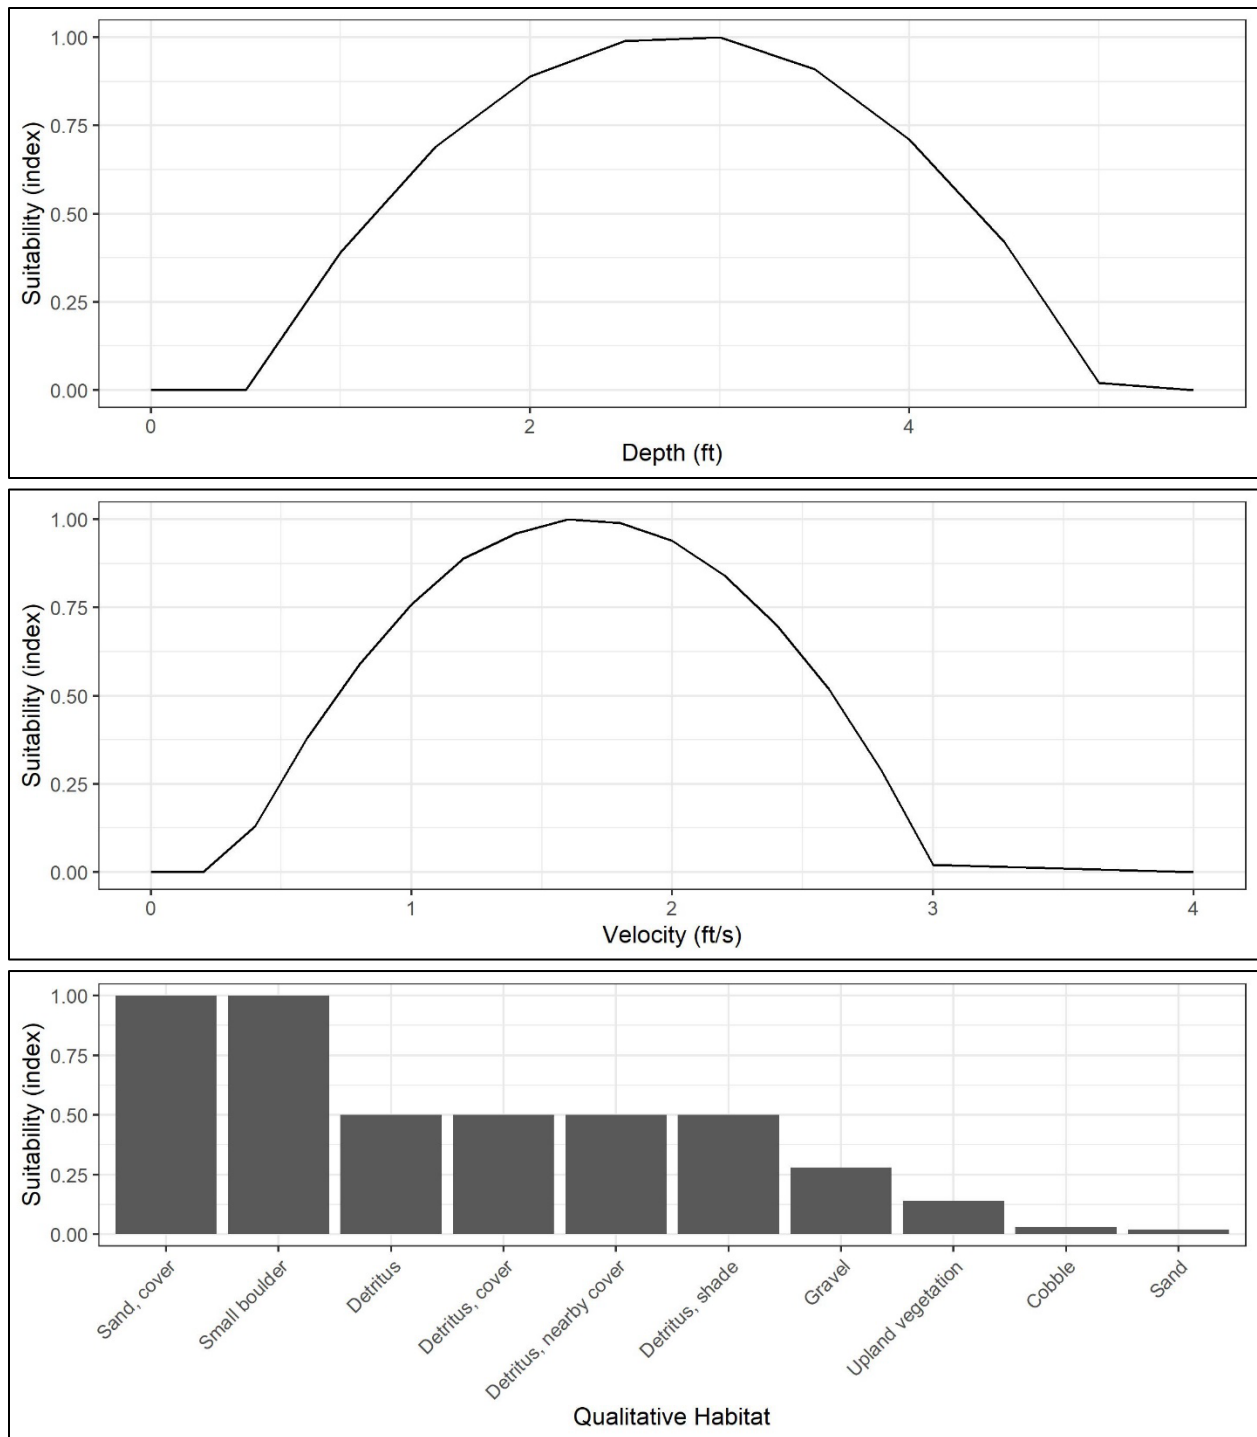 Suitability (index)
1.00
0.75
0.50
0.25
0.00
0
2
4
Depth (ft)
Suitability (index)
1.00
0.75
0.50
0.25
0.00
0
1
2
3
4
Velocity (ft/s)
Suitability (index)
1.00
0.75
0.50
0.25
0.00
Sand, cover
Small boulder
Detritus
Detritus, cover
Detritus, nearby cover
Detritus, shade
Gravel
Upland vegetation
Cobble
Sand
Qualitative Habitat